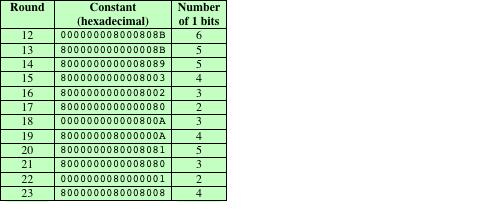 Round Constant (hexadecimal) Number of 1 bits
12 000000008000808B 6
13 800000000000008B 5
14 8000000000008089 5
15 8000000000008003 4
16 8000000000008002 3
17 8000000000000080 2
18 000000000000800A 3
19 800000008000000A 4
20 8000000080008081 5
21 8000000000008080 3
22 0000000080000001 2
23 8000000080008008 4